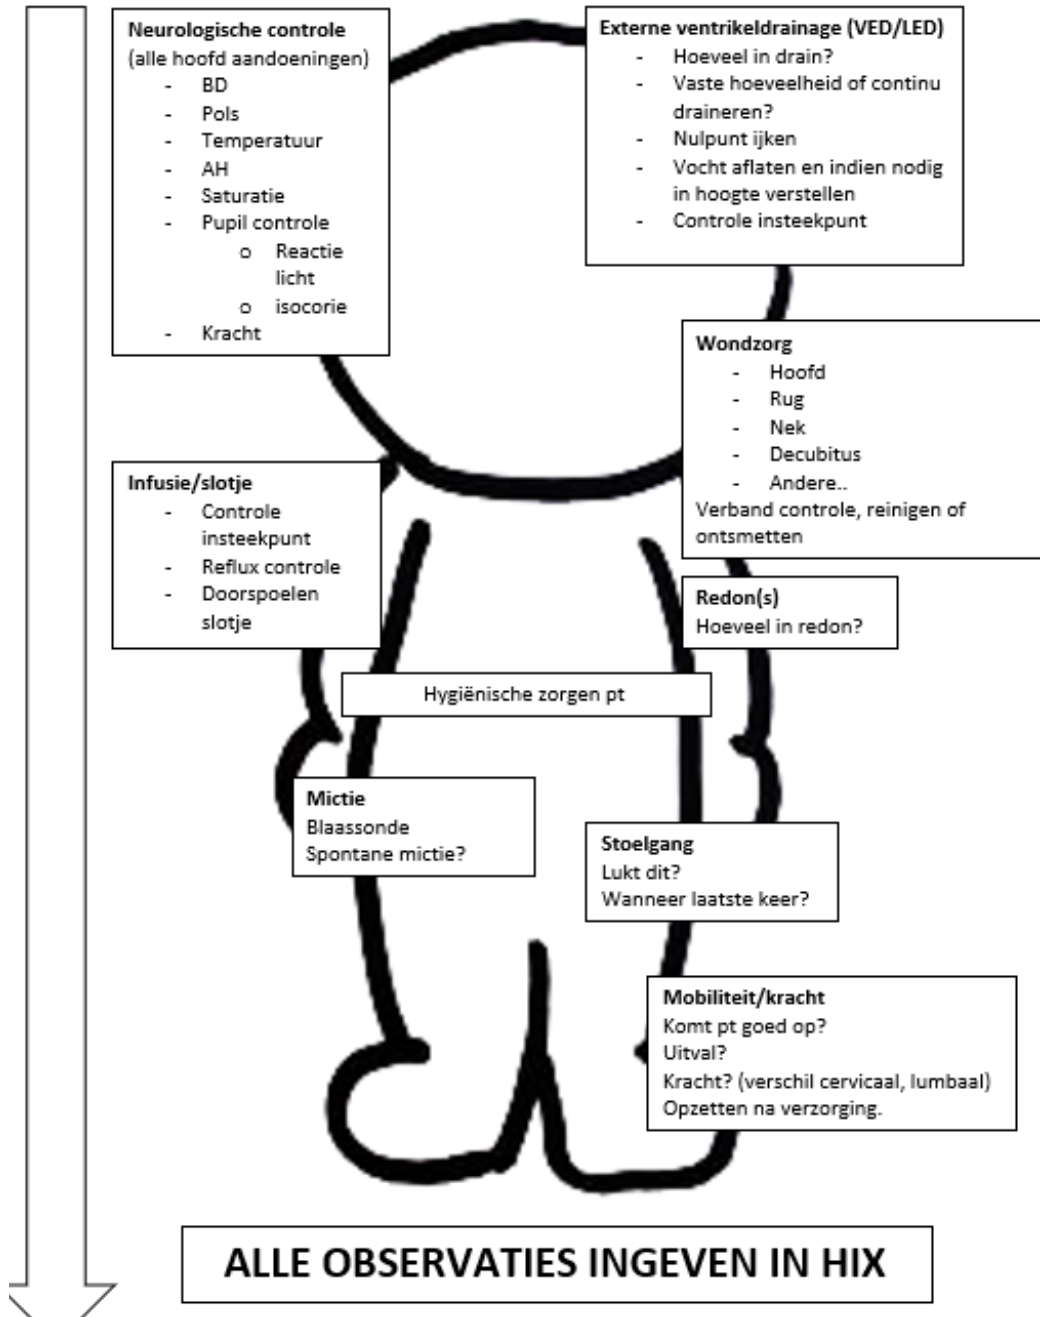 Neurologische controle
(alle hoofd aandoeningen)
- BD
- Pols
- Temperatuur
- AH
- Saturatie
- Pupil controle
o Reactie
licht
o isocorie
- Kracht
Externe ventrikeldrainage (VED/LED)
- Hoeveel in drain?
- Vaste hoeveelheid of continu
draineren?
- Nulpunt ijken
- Vocht aflaten en indien nodig
in hoogte verstellen
- Controle insteekpunt
Wondzorg
- Hoofd
- Rug
- Nek
- Decubitus
- Andere..
Verband controle, reinigen of
ontsmetten
Infusie/slotje
- Controle
insteekpunt
- Reflux controle
- Doorspoelen
slotje
Redon(s)
Hoeveel in redon?
Hygiënische zorgen pt
Mictie
Blaassonde
Spontane mictie?
Stoelgang
Lukt dit?
Wanneer laatste keer?
Mobiliteit/kracht
Komt pt goed op?
Uitval?
Kracht? (verschil cervicaal, lumbaal)
Opzetten na verzorging.
ALLE OBSERVATIES INGEVEN IN HIX